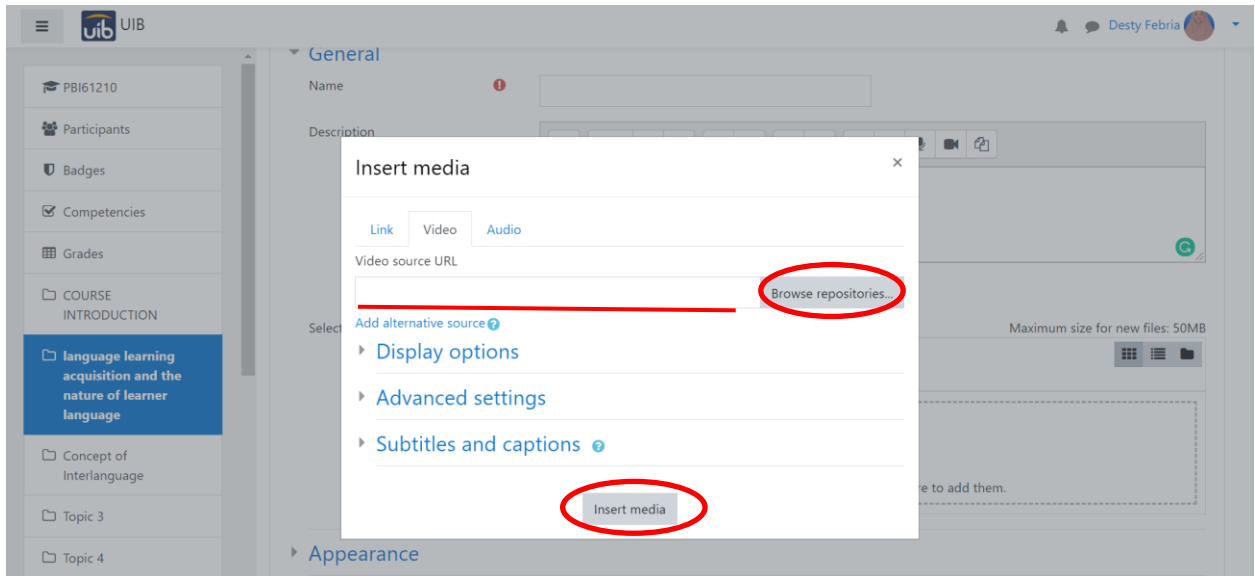 uib UIB
Desty Febria
General
PBI61210
Name
Participants
Description
Badges
Competencies
Grades
COURSE
INTRODUCTION
language learning
acquisition and the
nature of learner
language
Concept of
Interlanguage
Topic 3
Topic 4
Insert media
×
Link Video Audio
Video source URL
Browse repositories...
Add alternative source
Display options
Advanced settings
Subtitles and captions
Insert media
Select
Maximum size for new files: 50MB
to add them.
Appearance